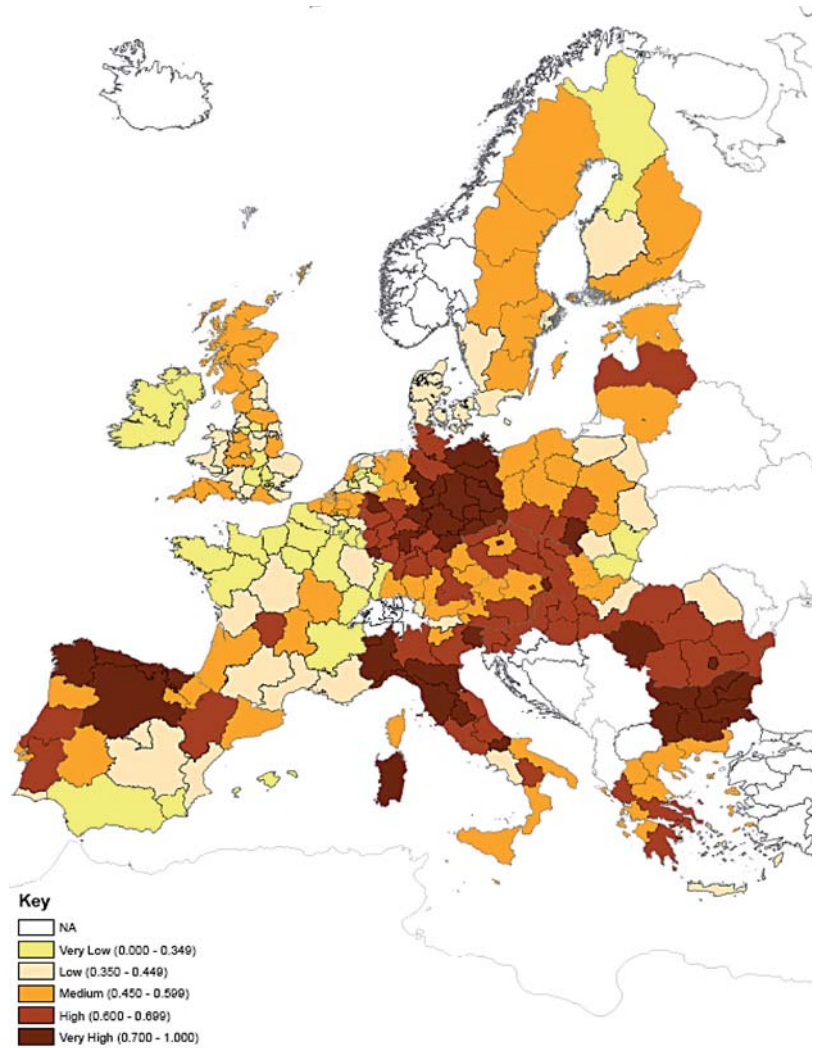 Key
NA
Very Low (0.000 - 0.349)
Low (0.350 - 0.449)
Medium (0.450 - 0.599)
High (0.600 - 0.699)
Very High (0.700 - 1.000)